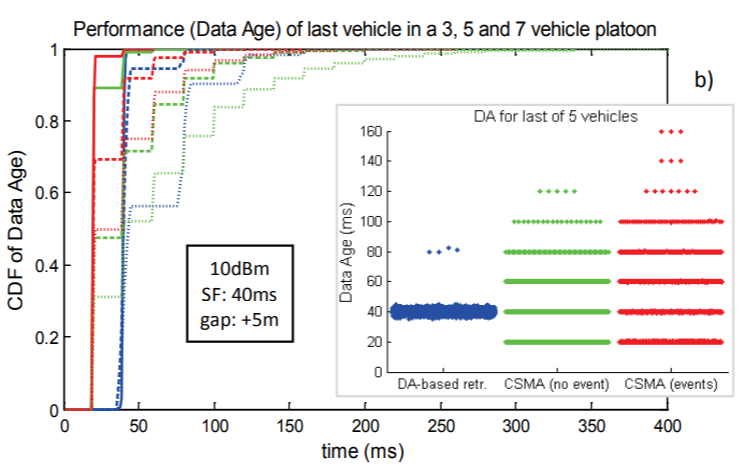 Performance (Data Age) of last vehicle in a 3, 5 and 7 vehicle platoon
b)
CDF of Data Age)
1
0.8
0.6
0.4
0.2
0
0 50 100 150 200 250 300 350 400
time (ms)
10dBm
SF: 40ms
gap: +5m
DA for last of 5 vehicles
Data Age (ms)
160
140
120
100
80
60
40
20
0
DA-based retr. CSMA (no event) CSMA (events)